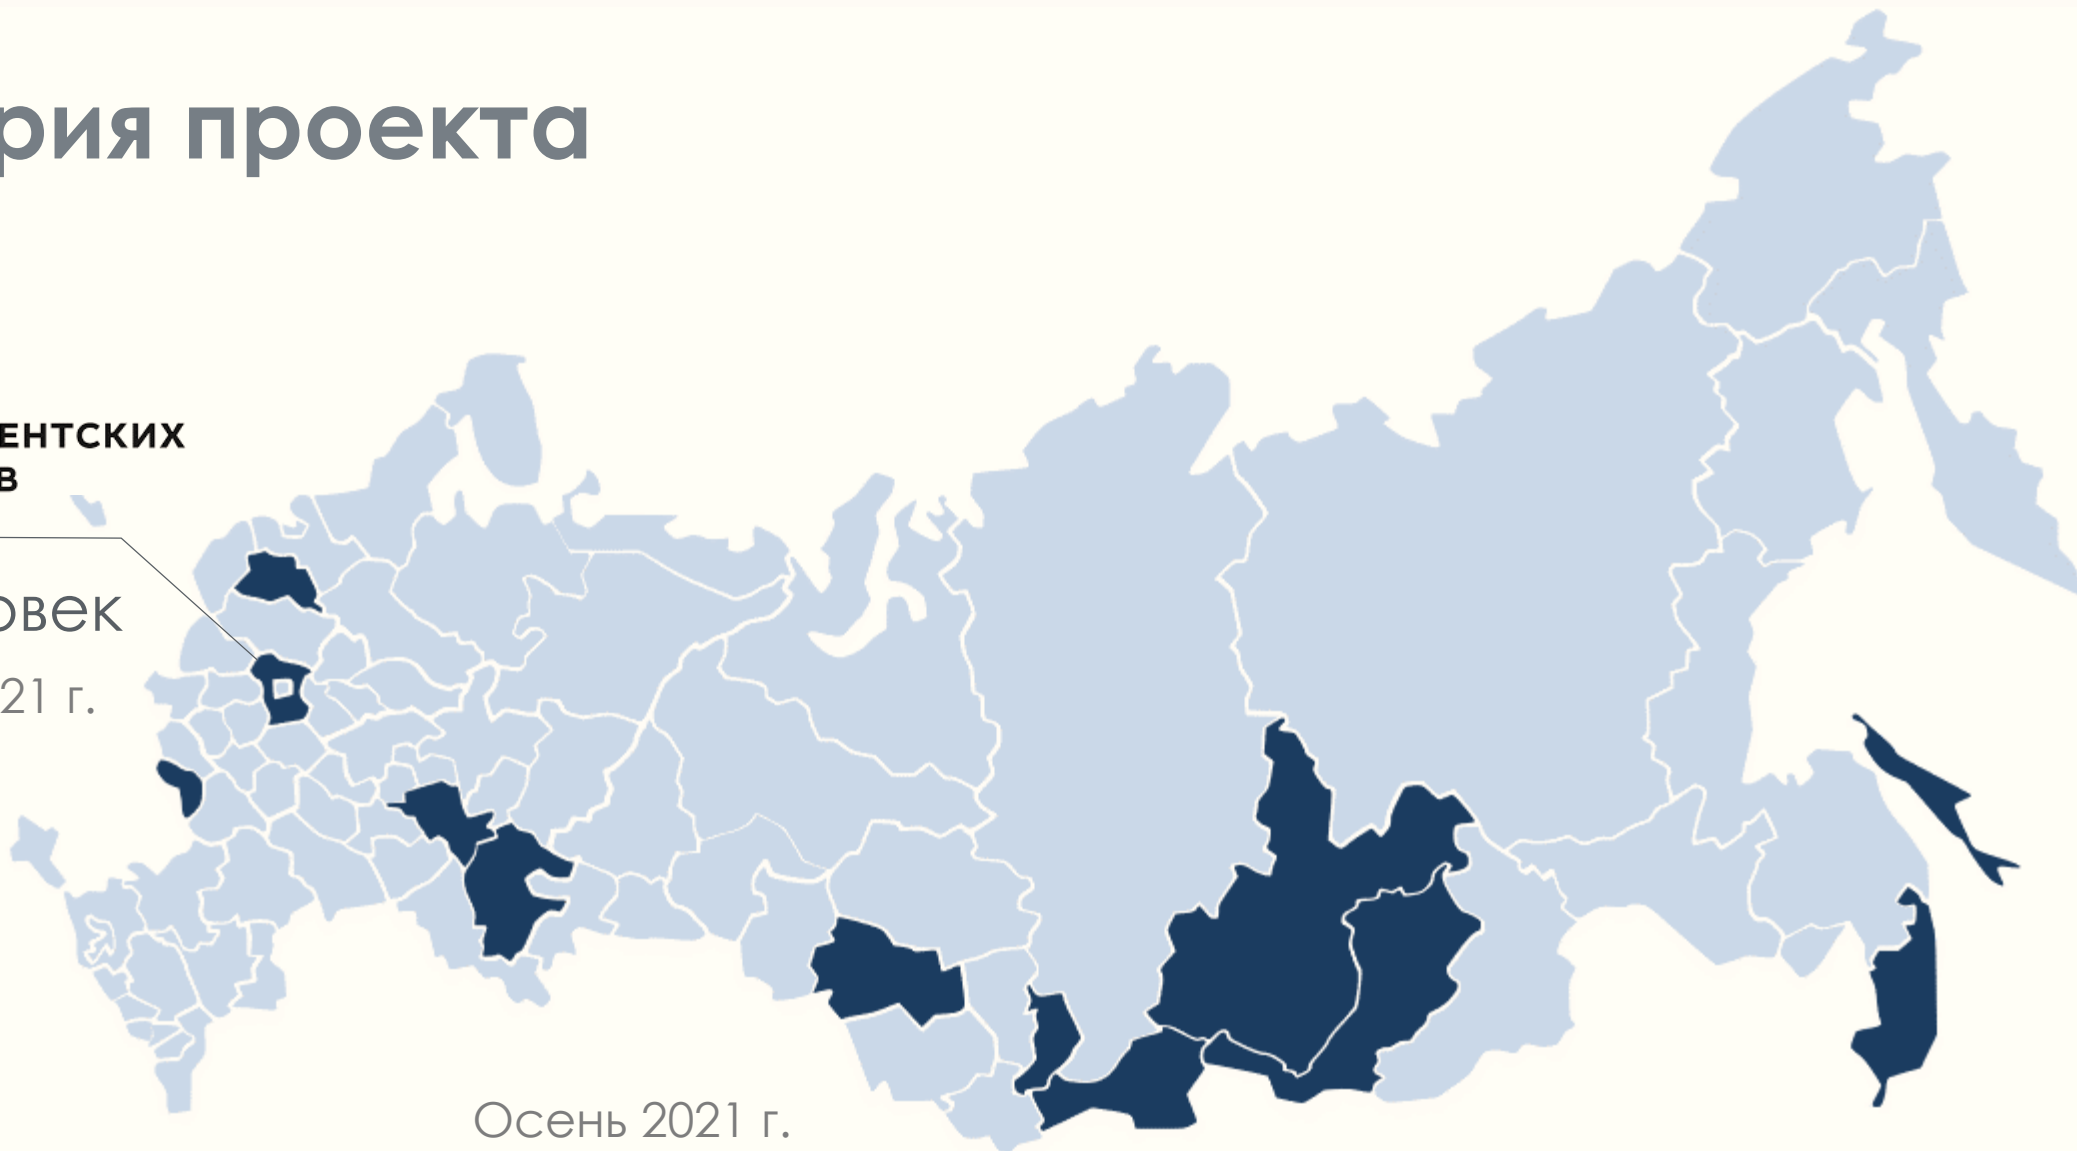 рия проекта
ЕНТСКИХ
В
овек
21 г.
Осень 2021 г.